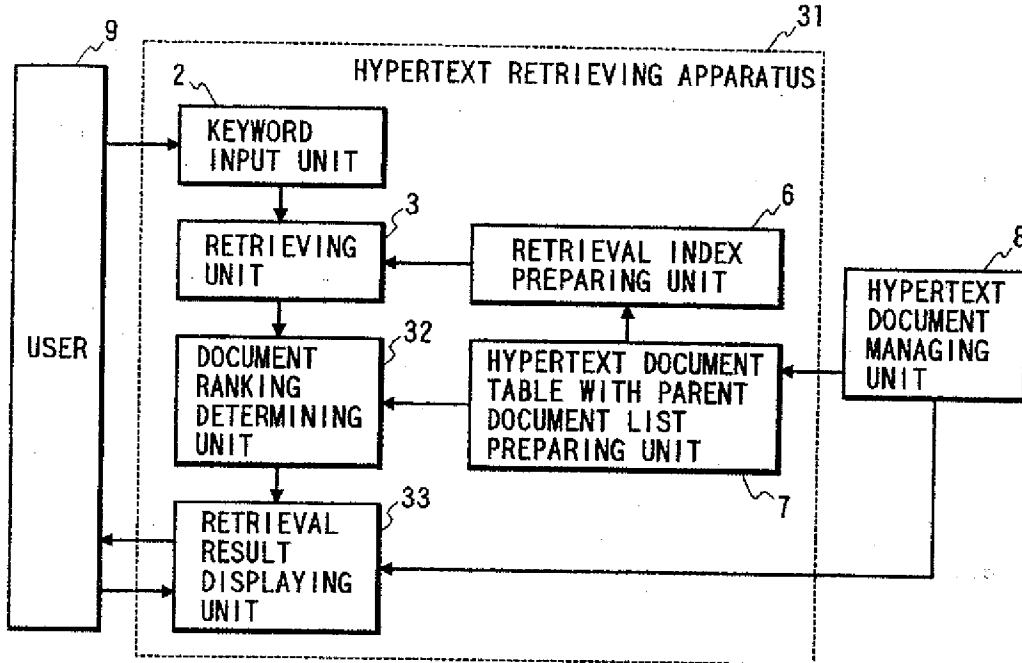 31
9
HYPERTEXT RETRIEVING APPARATUS
2
KEYWORD
INPUT UNIT
3
RETRIEVING
UNIT
6
RETRIEVAL INDEX
PREPARING UNIT
8
HYPERTEXT
DOCUMENT
MANAGING
UNIT
USER
32
DOCUMENT
RANKING
DETERMINING
UNIT
HYPERTEXT DOCUMENT
TABLE WITH PARENT
DOCUMENT LIST
PREPARING UNIT
7
33
RETRIEVAL
RESULT
DISPLAYING
UNIT